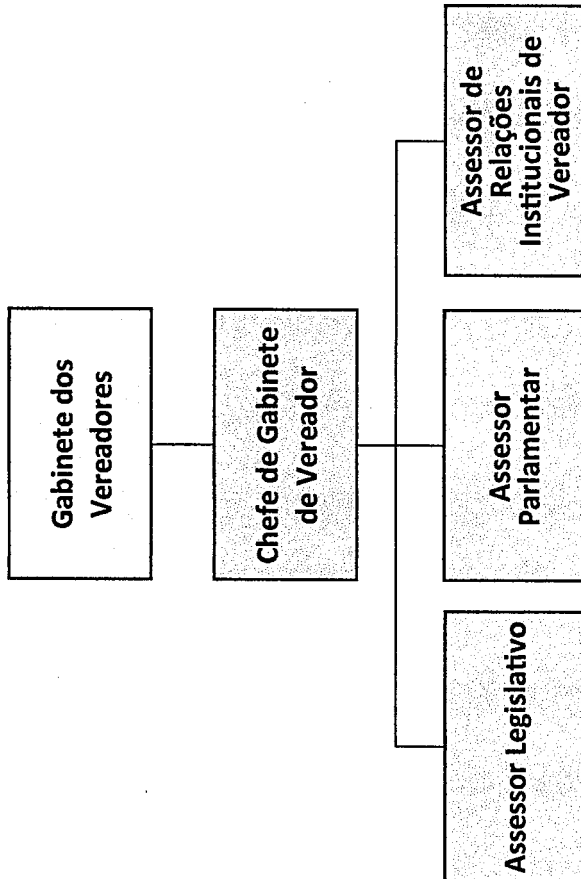 Gabinete dos
Vereadores
Chefe de Gabinete
de Vereador
Assessor Legislativo
Assessor
Parlamentar
Assessor de
Relações
Institucionais de
Vereador